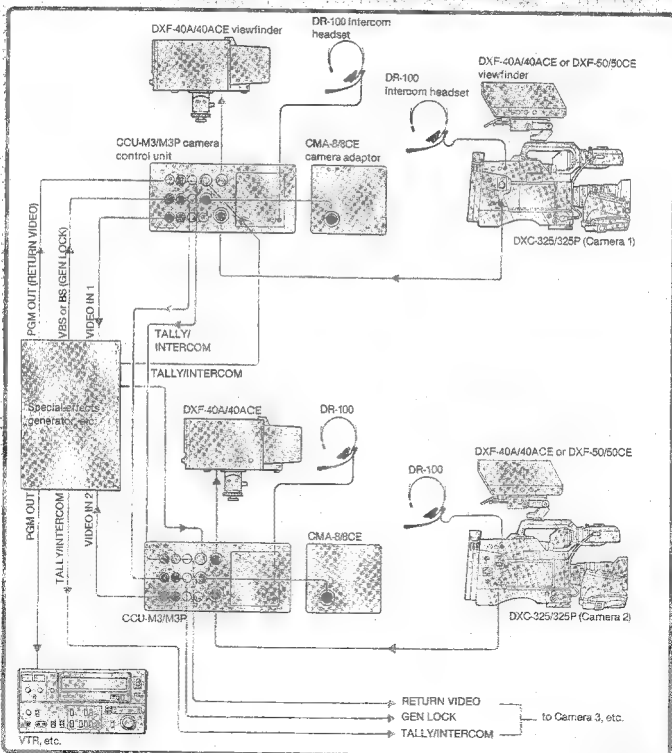 DXF-40A/40ACE viewfinder
DR-100 Intercom
headset
DXF-40A/40ACE or DXF-50/50CE
viewfinder
DR-100
Intercom headset
CCU-M3/M3P camera
control unit
CMA-8/8CE
camera adaptor
DXC-325/325P (Camera 1)
PGM OUT (RETURN VIDEO)
VBS or BS (GEN LOCK)
VIDEO IN 1
TALLY/
INTERCOM
TALLY/INTERCOM
Special effects
generator, etc.
DXF-40A/40ACE
DR-100
DXF-40A/40ACE or DXF-50/50CE
DR-100
PGM OUT
TALLY/INTERCOM
VIDEO IN 2
CMA-8/8CE
CCU-M3/M3P
DXC-325/325P (Camera 2)
RETURN VIDEO
GEN LOCK
to Camera 3, etc.
TALLY/INTERCOM
VTR, etc.